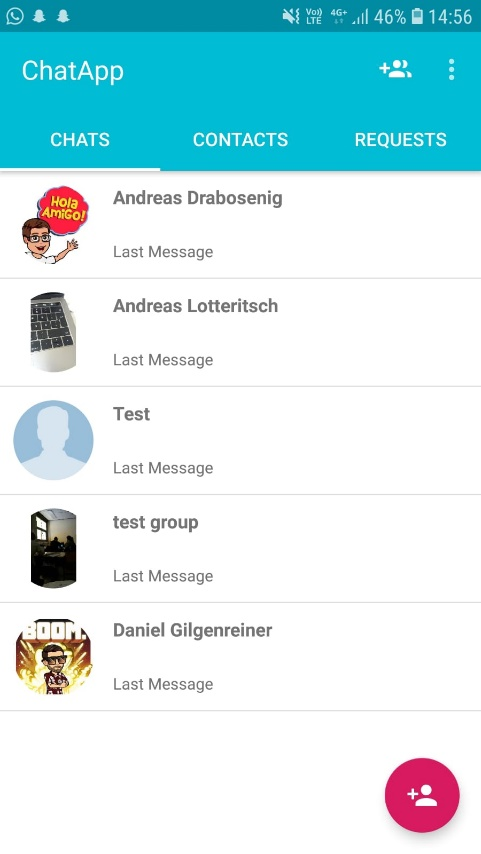 Vo))
LTE
4G+
46%
14:56
ChatApp
CHATS
CONTACTS
REQUESTS
HOLA
AMIGO!
Andreas Drabosenig
Last Message
Andreas Lotteritsch
Last Message
Test
Last Message
test group
Last Message
BOOM.
Daniel Gilgenreiner
Last Message